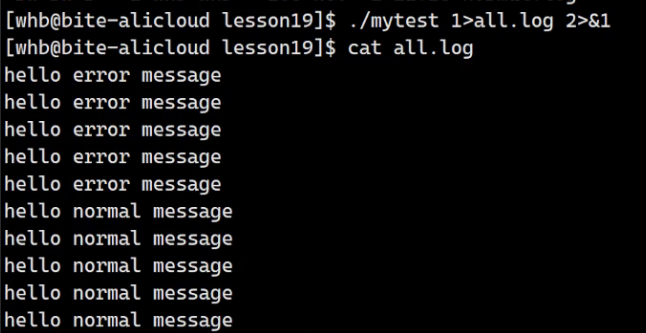 [whb@bite-alicloud lesson19]$ ./mytest 1>all.log 2>&1
[whb@bite-alicloud lesson19]$ cat all.log
hello error message
hello error message
hello error message
hello error message
hello error message
hello normal message
hello normal message
hello normal message
hello normal message
hello normal message